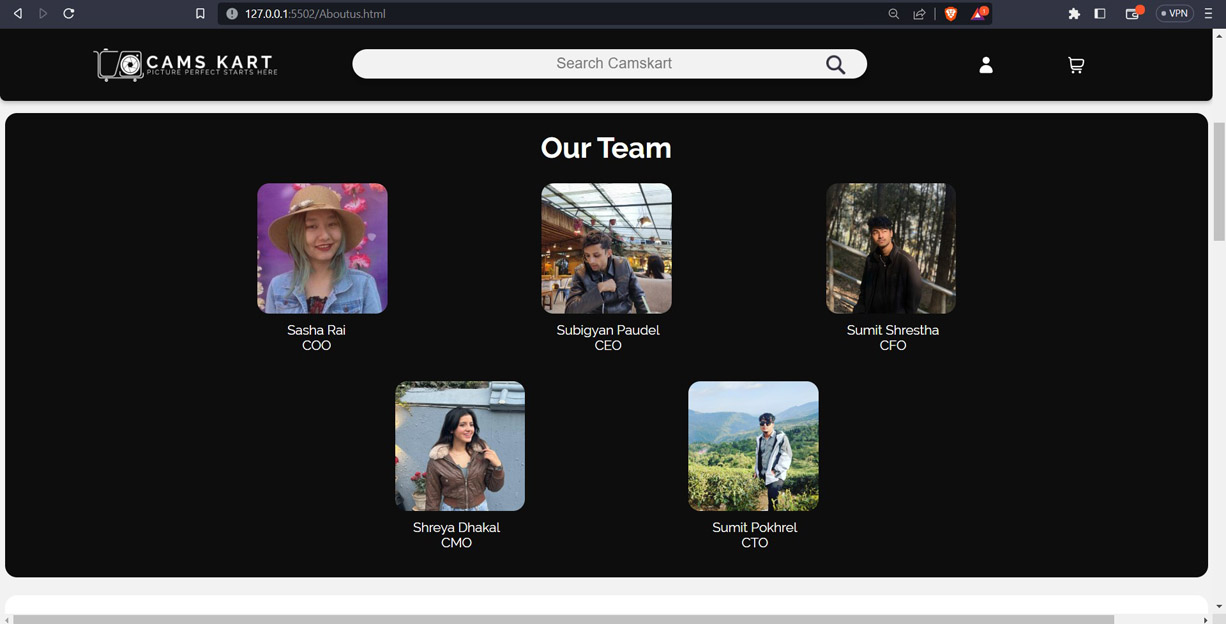 127.0.0.1:5502/Aboutus.html
1
VPN
CAMS KART
PICTURE PERFECT STARTS HERE
Search Camskart
Our Team
Sasha Rai
COO
Subigyan Paudel
CEO
Sumit Shrestha
CFO
Shreya Dhakal
CMO
Sumit Pokhrel
CTO